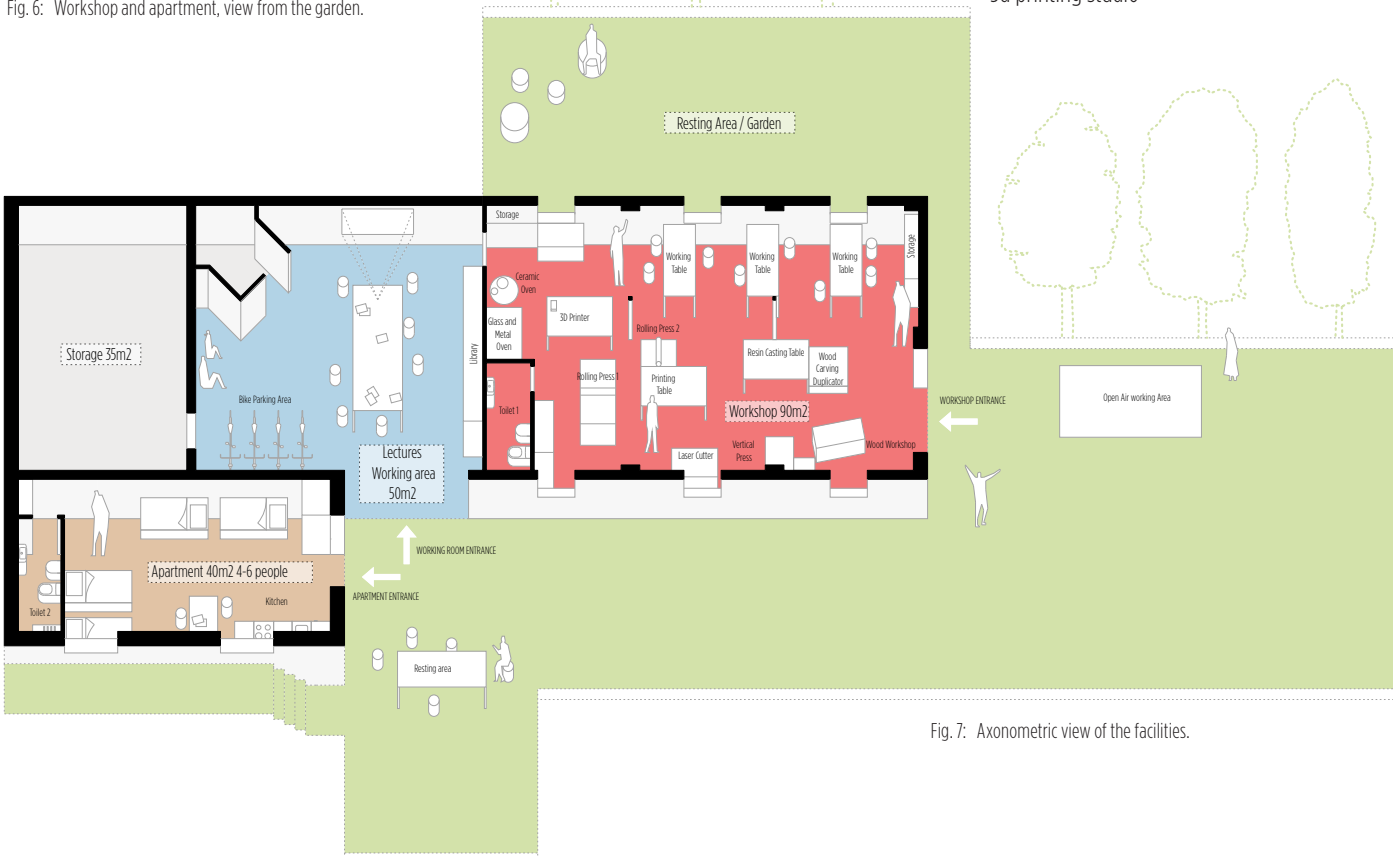 Fig. 6: Workshop and apartment, view from the garden.
3d printing studio
Resting Area / Garden
Storage
Working
Table
Working
Table
Working
Table
Storage
Ceramic
Oven
Glass and
Metal
Oven
3D Printer
Rolling Press 2
Library
Storage 35m2
Resin Casting Table
Wood
Carving
Duplicator
Rolling Press 1
Printing
Table
Bike Parking Area
Toilet 1
Workshop 90m2
WORKSHOP ENTRANCE
Open Air working Area
Lectures
Working area
50m2
Laser Cutter
Vertical
Press
Wood Workshop
WORKING ROOM ENTRANCE
Apartment 40m2 4-6 people
APARTMENT ENTRANCE
Kitchen
Toilet 2
Resting area
Fig. 7: Axonometric view of the facilities.